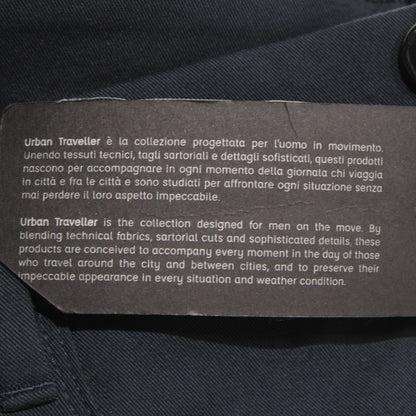 Urban Traveller è la collezione progettata per l'uomo in movimento.
Unendo tessuti tecnici, tagli sartoriali e dettagli sofisticati, questi prodotti
nascono per accompagnare in ogni momento della giornata chi viaggia
in città e fra le città e sono studiati per affrontare ogni situazione senza
mai perdere il loro aspetto impeccabile.
Urban Traveller is the collection designed for men on the move. By
blending technical fabrics, sartorial cuts and sophisticated details, these
products are conceived to accompany every moment in the day of those
who travel around the city and between cities, and to preserve their
impeccable appearance in every situation and weather condition.